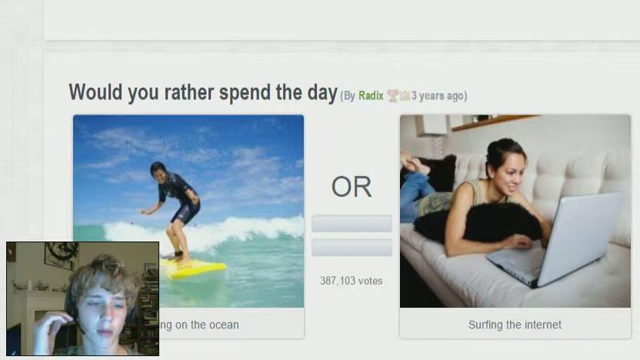 Would you rather spend the day (By Radix 3 years ago)
OR
387,103 votes
ng on the ocean
Surfing the internet